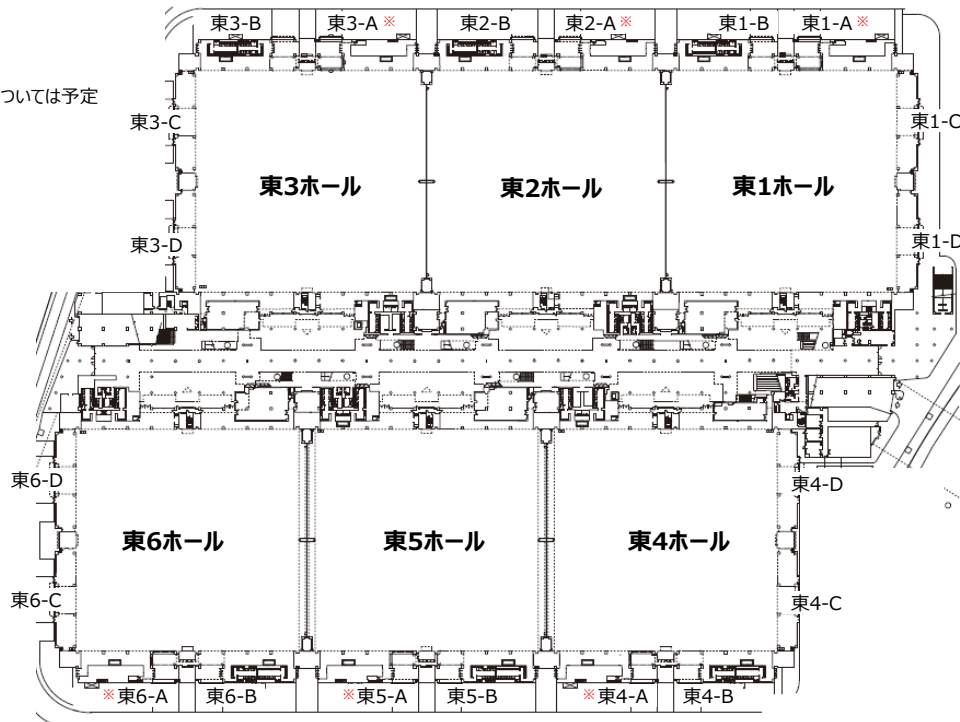 東3-B 東3-A ※ 東2-B 東2-A ※ 東1-B 東1-A ※
ついては予定
東3-C 東1-C
東3ホール 東2ホール 東1ホール
東3-D 東1-D
東6-D 東4-D
東6ホール 東5ホール 東4ホール
東6-C 東4-C
※ 東6-A 東6-B ※ 東5-A 東5-B ※ 東4-A 東4-B